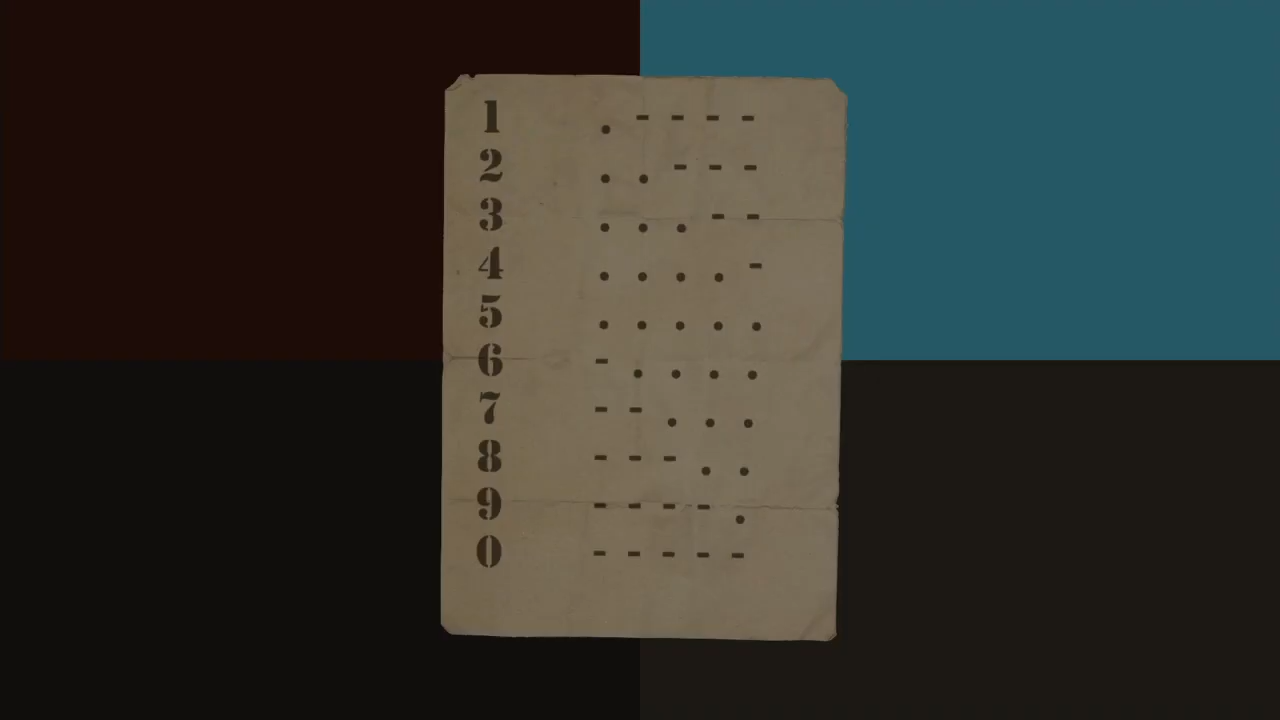 1 . - - - -
2 . . - - -
3 . . . - -
4 . . . . -
5 . . . . .
6 - . . . .
7 - - . . .
8 - - - . .
9 - - - - .
0 - - - - -